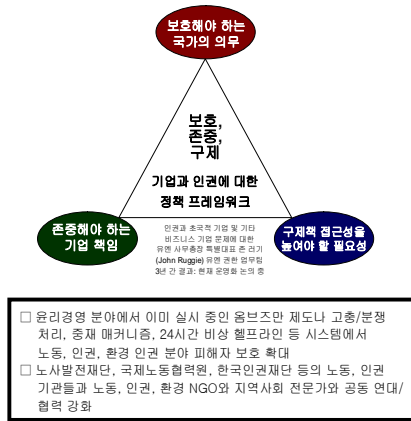 보호해야 하는
국가의 의무
보호,
존중,
구제
기업과 인권에 대한
정책 프레임워크
존중해야 하는
기업 책임
인권과 초국적 기업 및 기타
비즈니스 기업 문제에 대한
유엔 사무총장 특별대표 존 러기
(John Ruggie) 유엔 권한 업무팀
3년 간 결과: 현재 운영화 논의 중
구제책 접근성을
높여야 할 필요성
□ 윤리경영 분야에서 이미 실시 중인 옴브즈만 제도나 고충/분쟁
처리, 중재 매커니즘, 24시간 비상 헬프라인 등 시스템에서
노동, 인권, 환경 인권 분야 피해자 보호 확대
□ 노사발전재단, 국제노동협력원, 한국인권재단 등의 노동, 인권
기관들과 노동, 인권, 환경 NGO와 지역사회 전문가와 공동 연대/
협력 강화